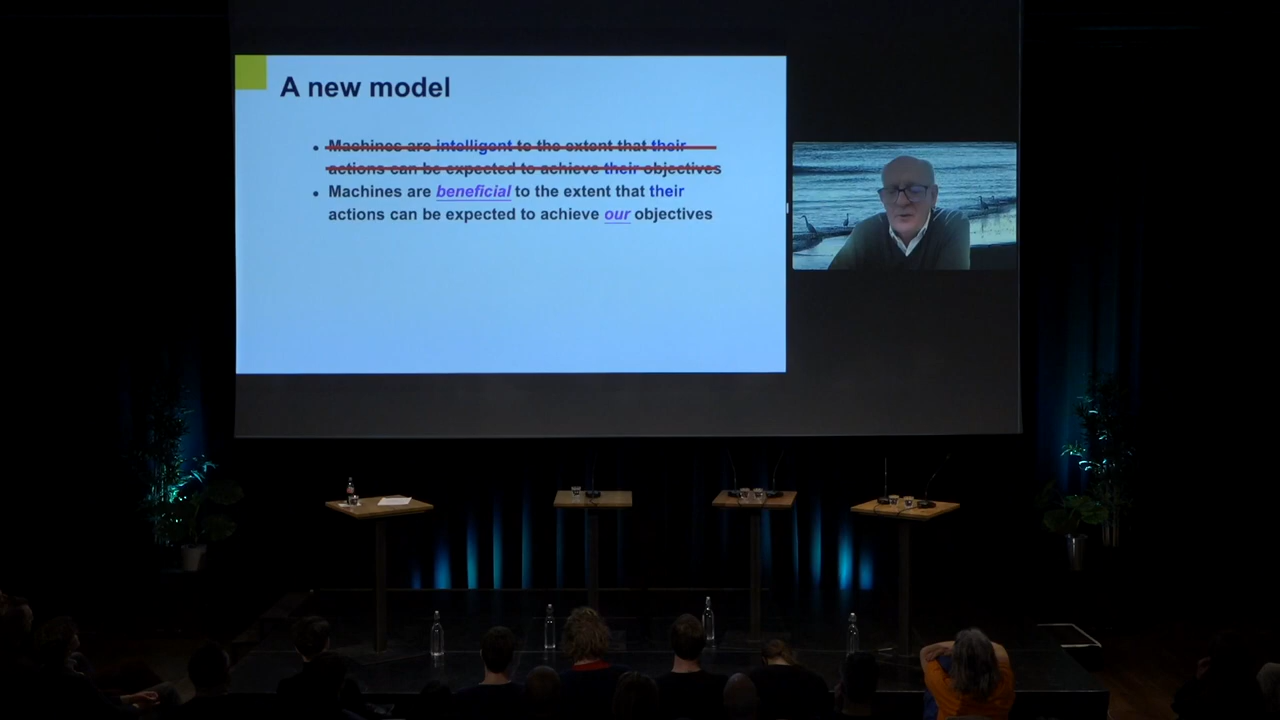 A new model
• Machines are intelligent to the extent that their
actions can be expected to achieve their objectives
• Machines are beneficial to the extent that their
actions can be expected to achieve our objectives